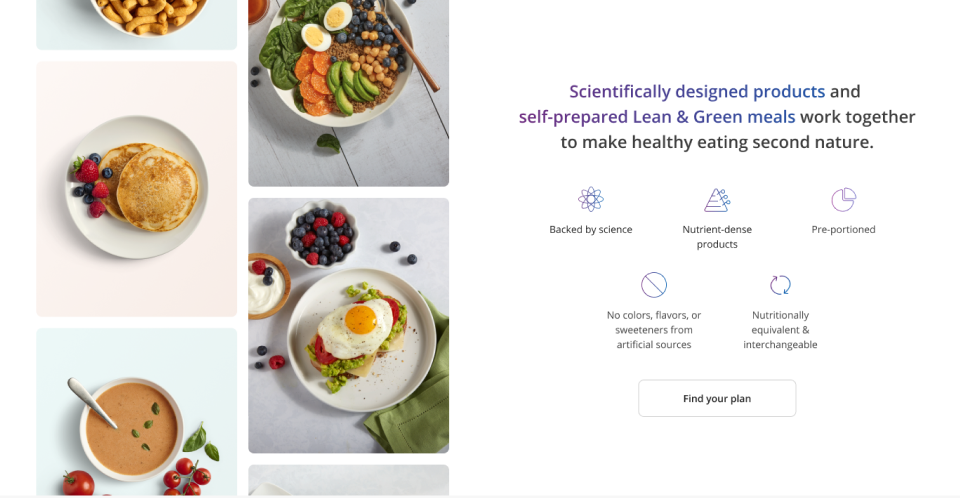 Scientifically designed products and
self-prepared Lean & Green meals work together
to make healthy eating second nature.
Backed by science
Nutrient-dense
products
Pre-portioned
No colors, flavors, or
sweeteners from
artificial sources
Nutritionally
equivalent &
interchangeable
Find your plan